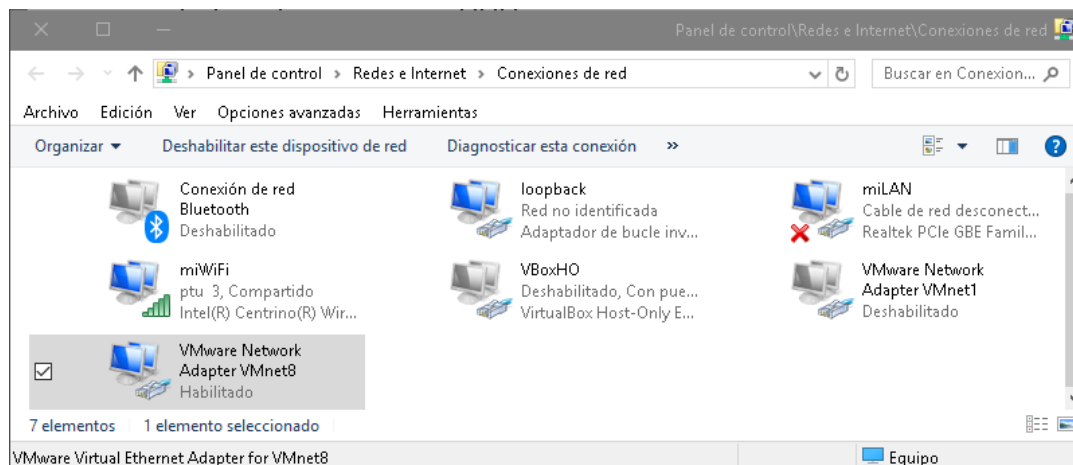 Panel de control\Redes e Internet\Conexiones de red
Panel de control > Redes e Internet > Conexiones de red
Buscar en Conexion...
Archivo Edición Ver Opciones avanzadas Herramientas
Organizar Deshabilitar este dispositivo de red Diagnosticar esta conexión »
Conexión de red
Bluetooth
Deshabilitado
loopback
Red no identificada
Adaptador de bucle inv...
miLAN
Cable de red desconect...
Realtek PCIe GBE Famil...
miWiFi
ptu 3, Compartido
Intel(R) Centrino(R) Wir...
VBoxHO
Deshabilitado, Con pue...
VirtualBox Host-Only E...
VMware Network
Adapter VMnet1
Deshabilitado
VMware Network
Adapter VMnet8
Habilitado
7 elementos 1 elemento seleccionado
VMware Virtual Ethernet Adapter for VMnet8
Equipo